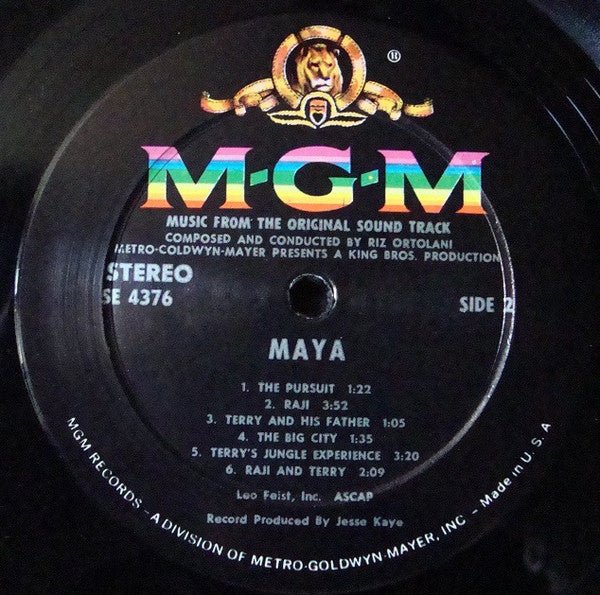 ®
M-G-M
MUSIC FROM THE ORIGINAL SOUND TRACK
COMPOSED AND CONDUCTED BY RIZ ORTOLANI
METRO-GOLDWYN-MAYER PRESENTS A KING BROS. PRODUCTION
STEREO
SE 4376
SIDE 2
MAYA
1. THE PURSUIT 1:22
2. RAJI 3:52
3. TERRY AND HIS FATHER 1:05
4. THE BIG CITY 1:35
5. TERRY'S JUNGLE EXPERIENCE 3:20
6. RAJI AND TERRY 2:09
Leo Feist, Inc. ASCAP
Record Produced By Jesse Kaye
MGM RECORDS – A DIVISION OF METRO-GOLDWYN-MAYER, INC – Made in U. S. A